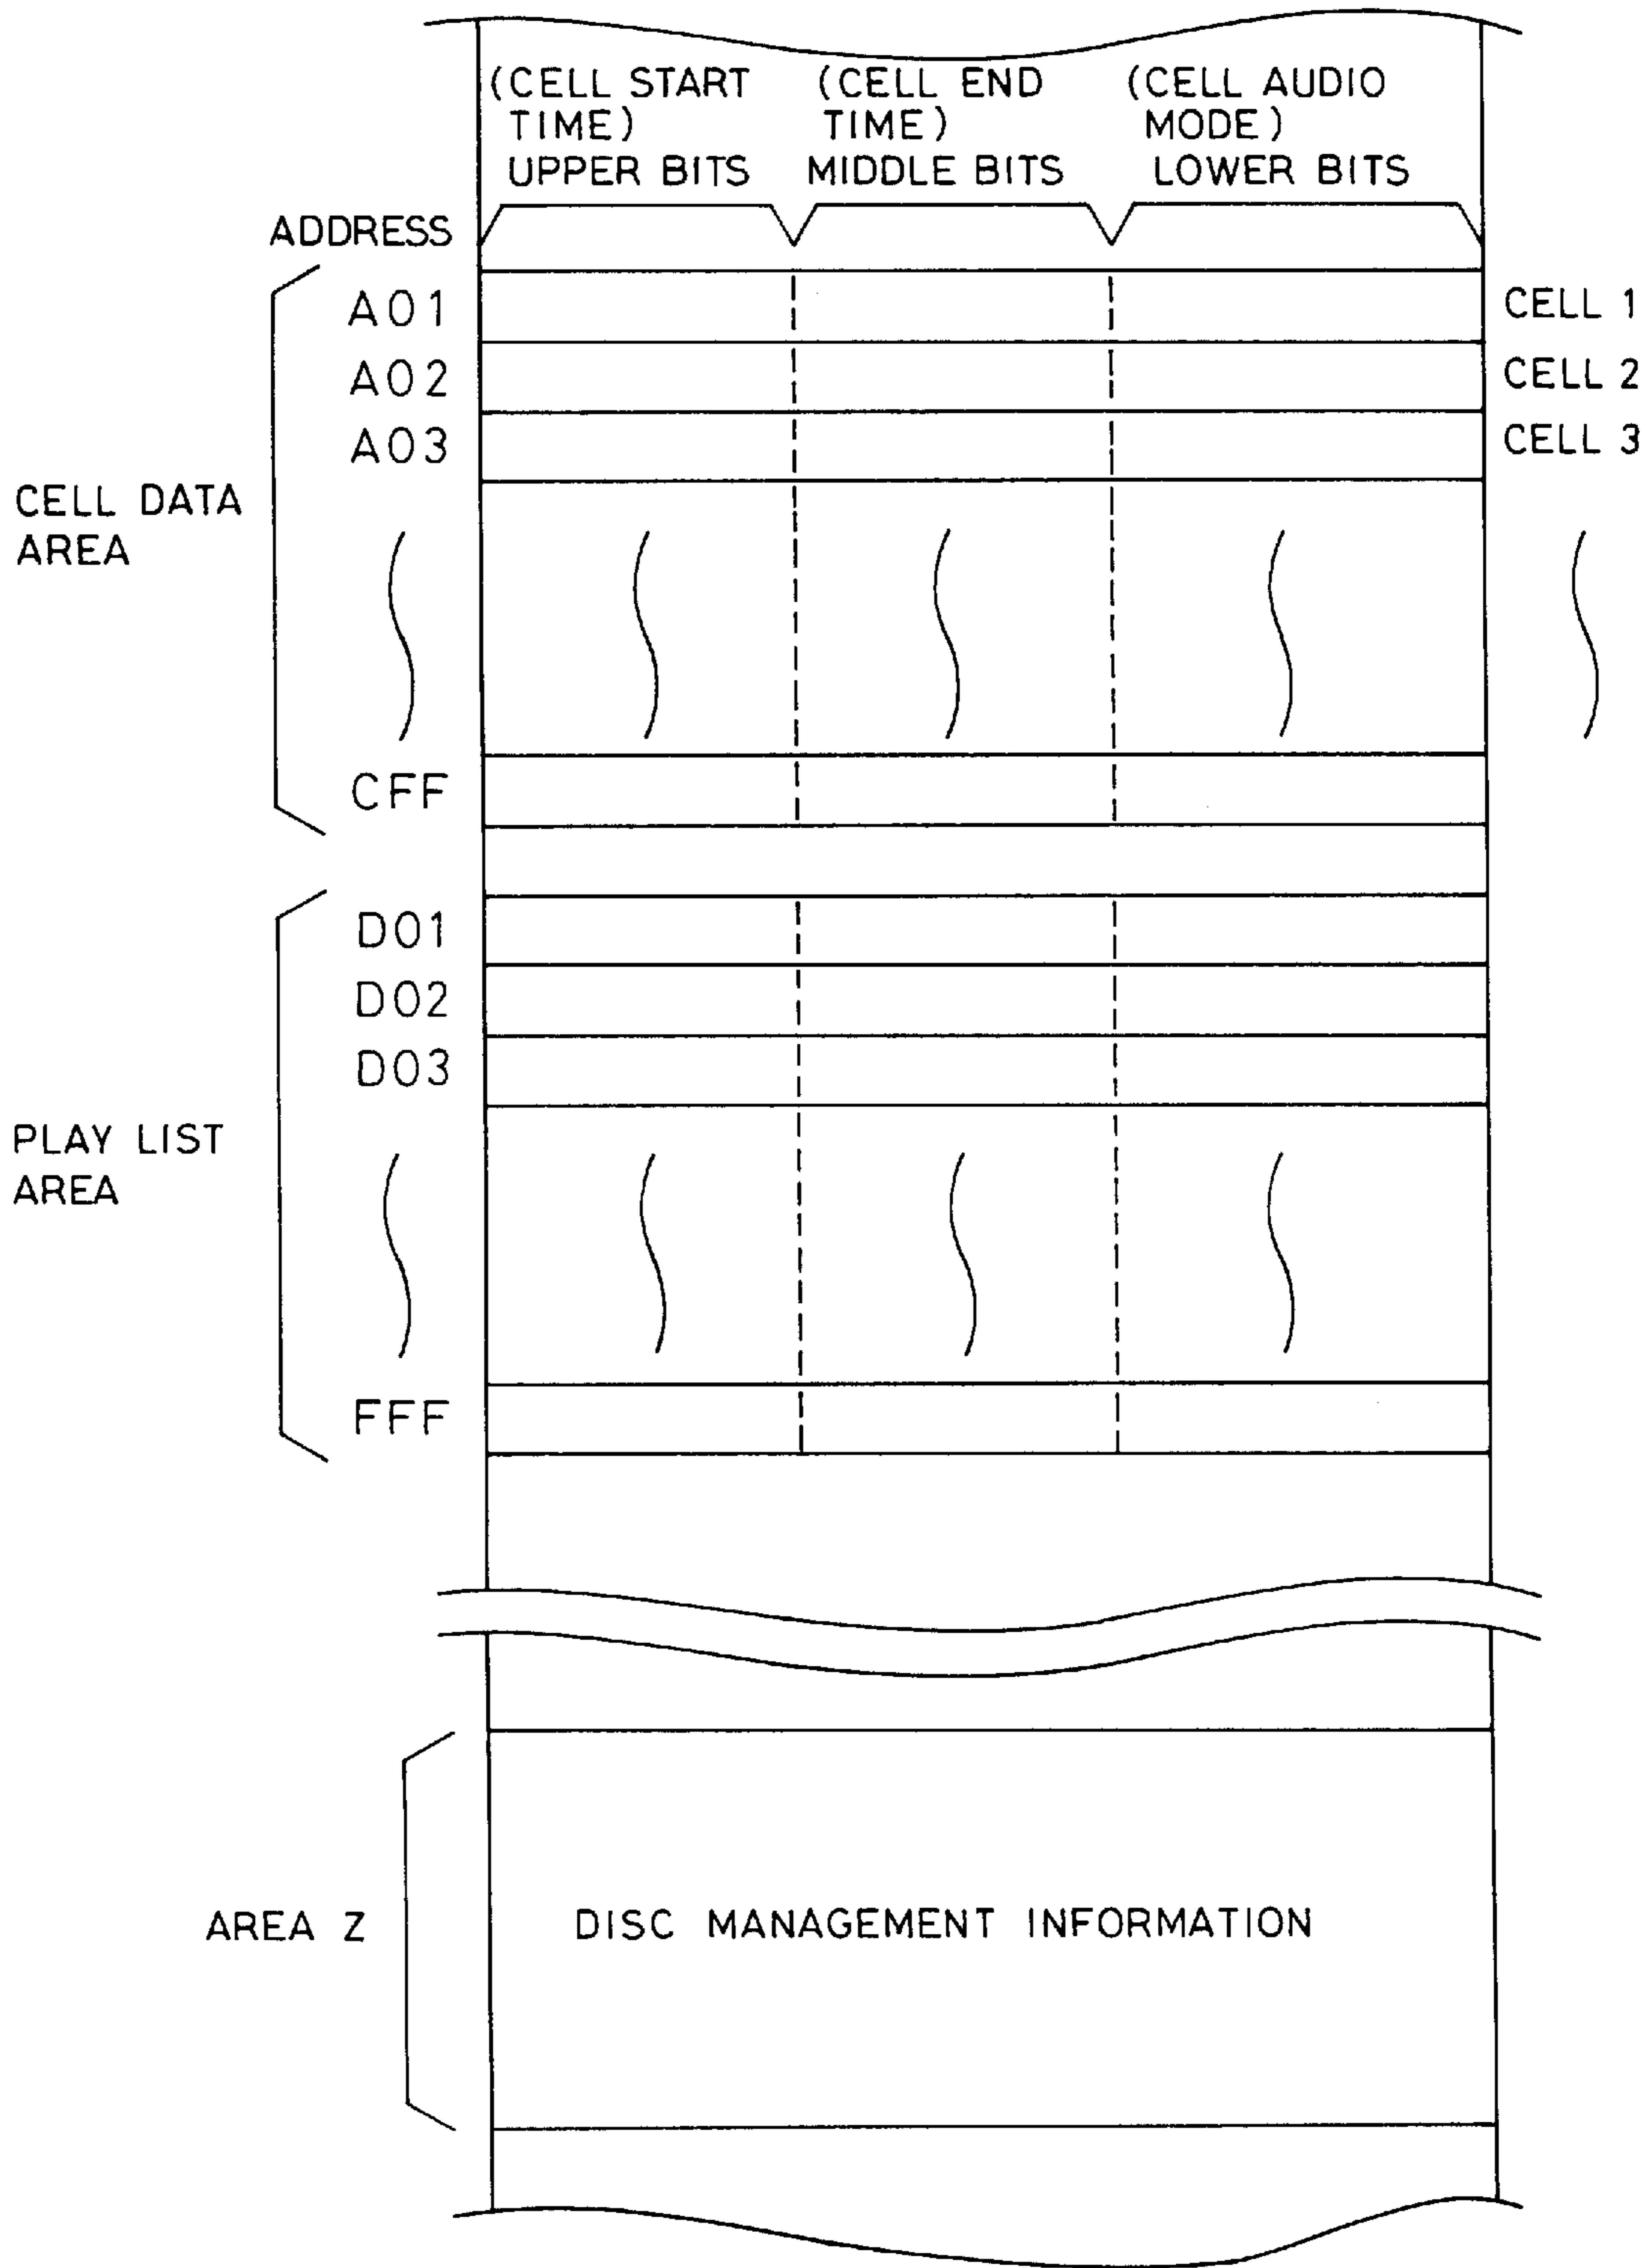 (CELL START TIME)
UPPER BITS
(CELL END TIME)
MIDDLE BITS
(CELL AUDIO MODE)
LOWER BITS
ADDRESS
CELL DATA
AREA
A01
CELL 1
A02
CELL 2
A03
CELL 3
CFF
PLAY LIST
AREA
D01
D02
D03
FFF
AREA Z
DISC MANAGEMENT INFORMATION